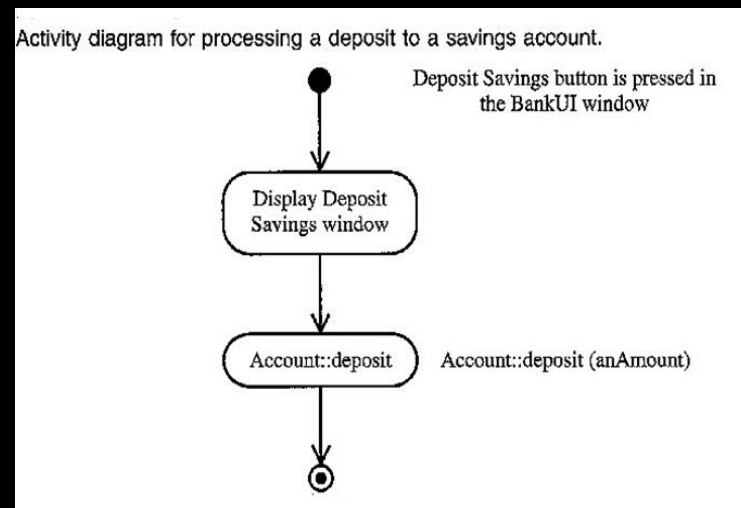 Activity diagram for processing a deposit to a savings account.
Deposit Savings button is pressed in
the BankUI window
Display Deposit
Savings window
Account::deposit
Account::deposit (anAmount)